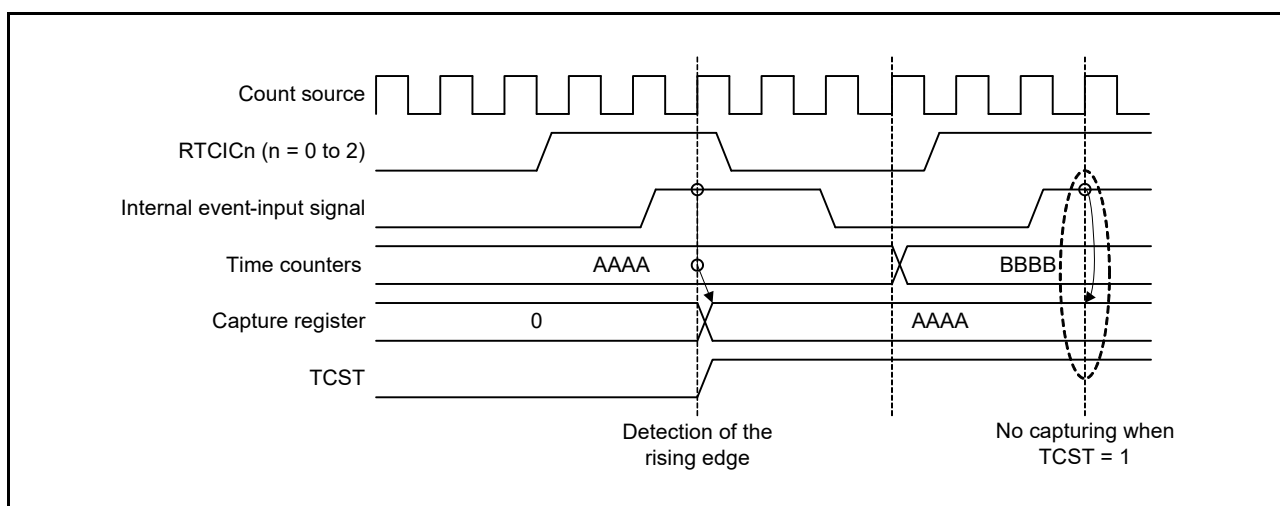 Count source
RTCICn (n = 0 to 2)
Internal event-input signal
Time counters
AAAA
BBBB
Capture register
0
AAAA
TCST
Detection of the
rising edge
No capturing when
TCST = 1